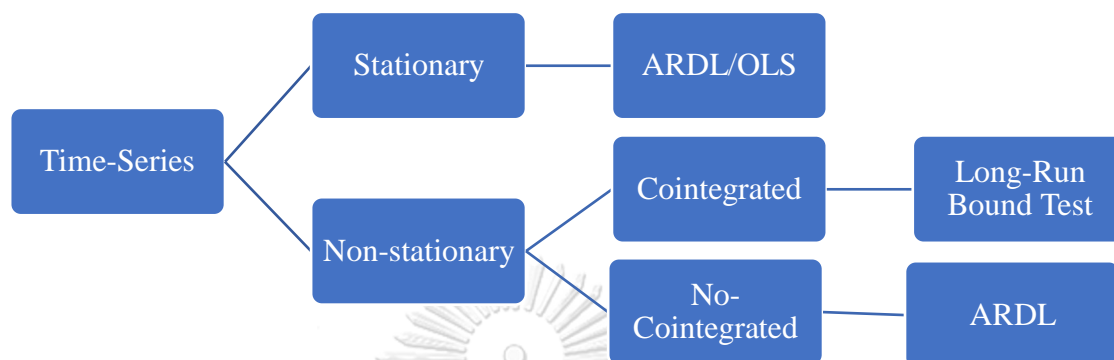 Stationary
ARDL/OLS
Time-Series
Cointegrated
Long-Run
Bound Test
Non-stationary
No-
Cointegrated
ARDL